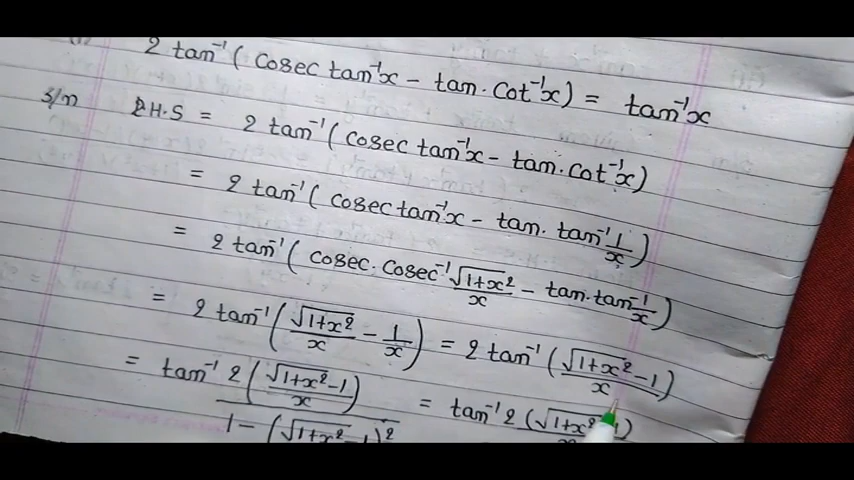 2 tan⁻¹ ( cosec tan⁻¹x − tan. cot⁻¹x ) = tan⁻¹x
s/n LH.S = 2 tan⁻¹ ( cosec tan⁻¹x − tan. cot⁻¹x )
= 2 tan⁻¹ ( cosec tan⁻¹x − tan. tan⁻¹ 1/x )
= 2 tan⁻¹ ( cosec. cosec⁻¹ √1+x²/x − tan. tan⁻¹ 1/x )
= 2 tan⁻¹ ( √1+x²/x − 1/x ) = 2 tan⁻¹ ( √1+x² − 1/x )
= tan⁻¹ 2 ( √1+x² − 1/x ) / 1 − ( √1+x² − 1 )² = tan⁻¹ 2 ( √1+x² 1 )